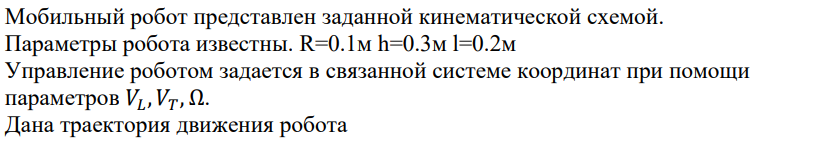 Мобильный робот представлен заданной кинематической схемой.
Параметры робота известны. R=0.1м h=0.3м l=0.2м
Управление роботом задается в связанной системе координат при помощи
параметров V_L, V_T, Ω.
Дана траектория движения робота